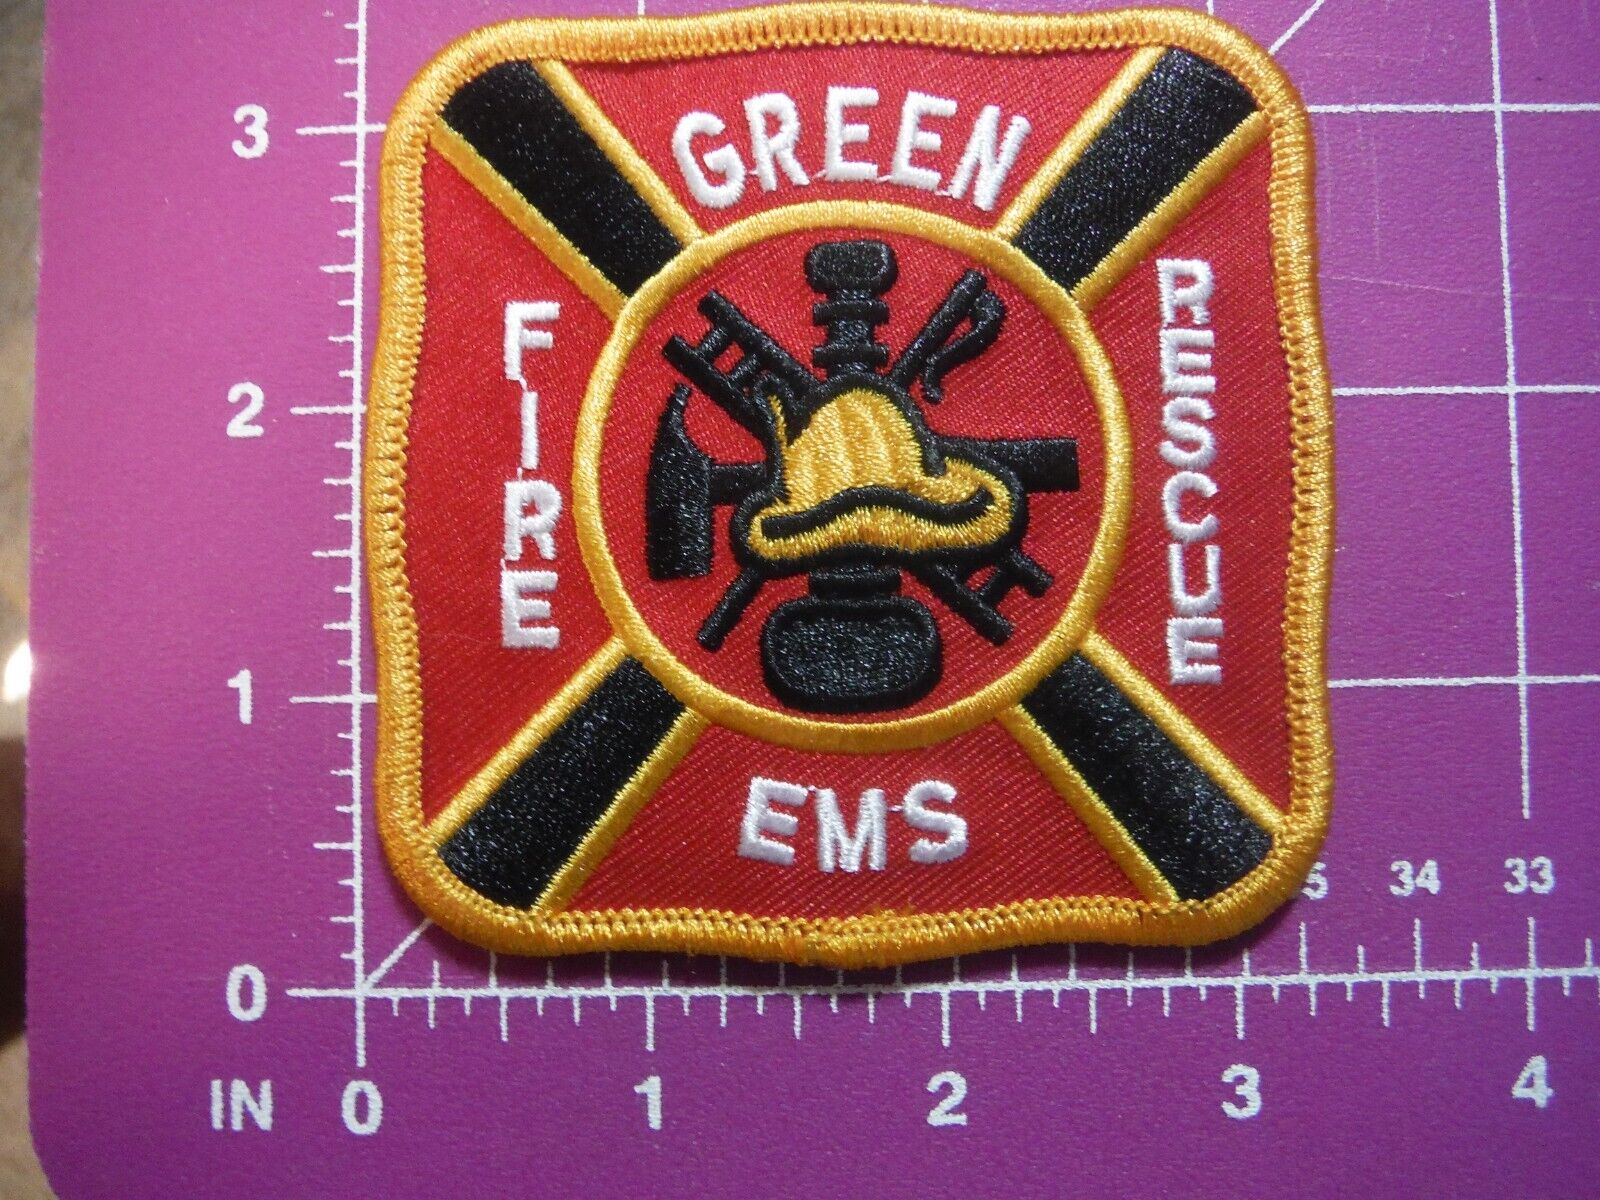 GREEN
FIRE
RESCUE
EMS
3
2
1
0
5 34 33
IN 0 1 2 3 4